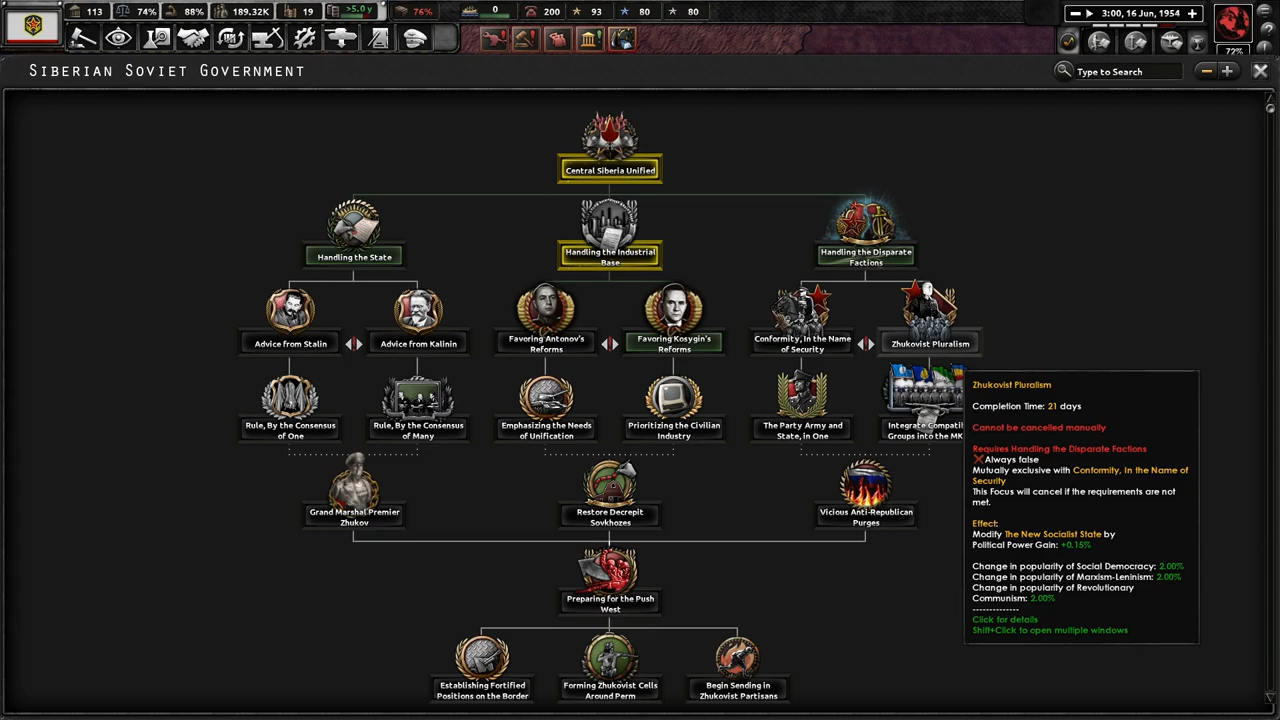 113
74%
88%
189.32K
19
>5.0 y
76%
0
200
93
80
80
3:00, 16 Jun, 1954
72%
Siberian Soviet Government
Type to Search
Central Siberia Unified
Handling the State
Handling the Industrial
Base
Handling the Disparate
Factions
Advice from Stalin
Advice from Kalinin
Favoring Antonov's
Reforms
Favoring Kosygin's
Reforms
Conformity, In the Name
of Security
Zhukovist Pluralism
Rule, By the Consensus
of One
Rule, By the Consensus
of Many
Emphasizing the Needs
of Unification
Prioritizing the Civilian
Industry
The Party Army and
State, in One
Integrate Compatil
Groups into the MK
Grand Marshal Premier
Zhukov
Restore Decrepit
Sovkhozes
Vicious Anti-Republican
Purges
Preparing for the Push
West
Establishing Fortified
Positions on the Border
Forming Zhukovist Cells
Around Perm
Begin Sending in
Zhukovist Partisans
Zhukovist Pluralism
Completion Time: 21 days
Cannot be cancelled manually
Requires Handling the Disparate Factions
Always false
Mutually exclusive with Conformity, In the Name of
Security
This Focus will cancel if the requirements are not
met.
Effect:
Modify The New Socialist State by
Political Power Gain: +0.15%
Change in popularity of Social Democracy: 2.00%
Change in popularity of Marxism-Leninism: 2.00%
Change in popularity of Revolutionary
Communism: 2.00%
--------------
Click for details
Shift+Click to open multiple windows